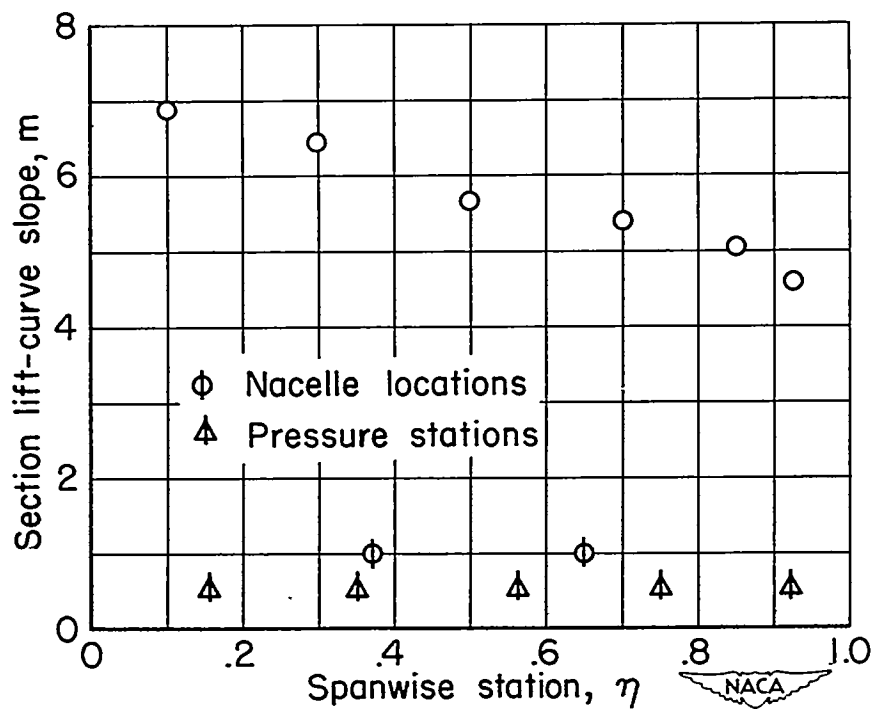 8
6
4
2
0
Section lift-curve slope, m
Nacelle locations
Pressure stations
0 .2 .4 .6 .8 1.0
Spanwise station, η
NACA